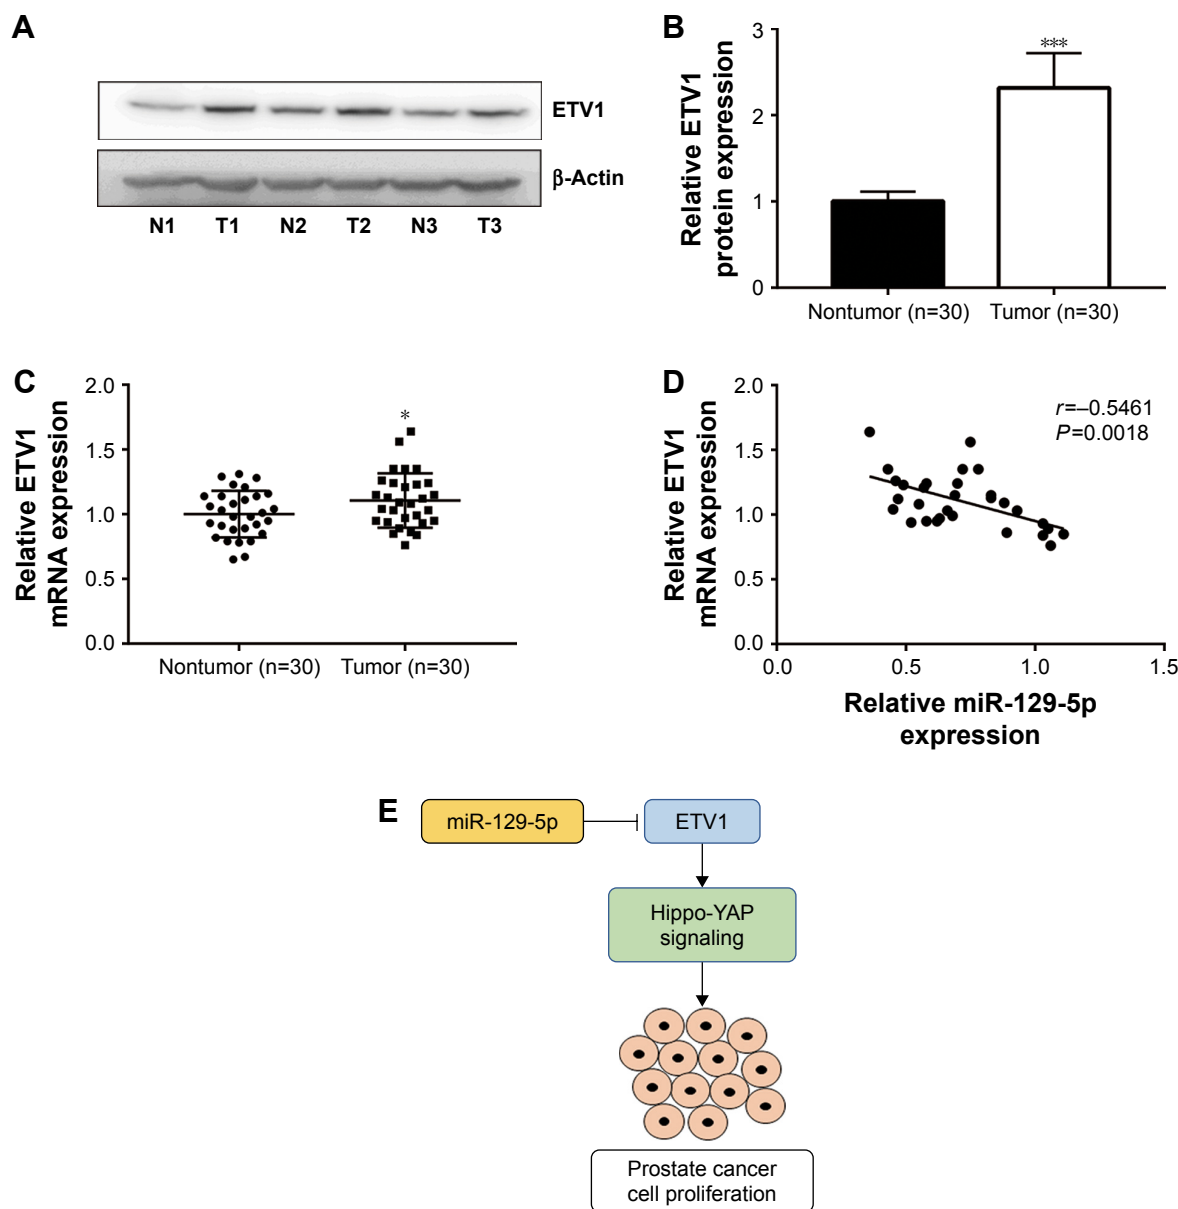 A
ETV1
β-Actin
N1 T1 N2 T2 N3 T3
B
Relative ETV1
protein expression
3
2
1
0
***
Nontumor (n=30) Tumor (n=30)
C
Relative ETV1
mRNA expression
2.0
1.5
1.0
0.5
0.0
*
Nontumor (n=30) Tumor (n=30)
D
Relative ETV1
mRNA expression
2.0
1.5
1.0
0.5
0.0
r=–0.5461
P=0.0018
0.0 0.5 1.0 1.5
Relative miR-129-5p
expression
E
miR-129-5p
ETV1
Hippo-YAP
signaling
Prostate cancer
cell proliferation